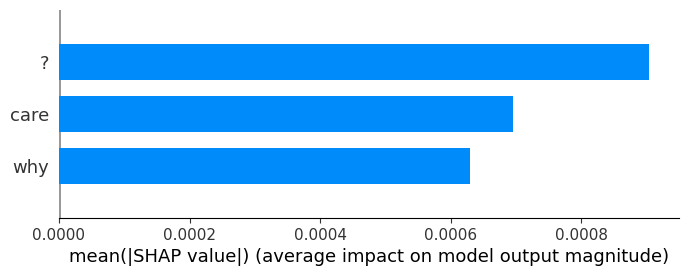 ?
care
why
0.0000 0.0002 0.0004 0.0006 0.0008
mean(|SHAP value|) (average impact on model output magnitude)